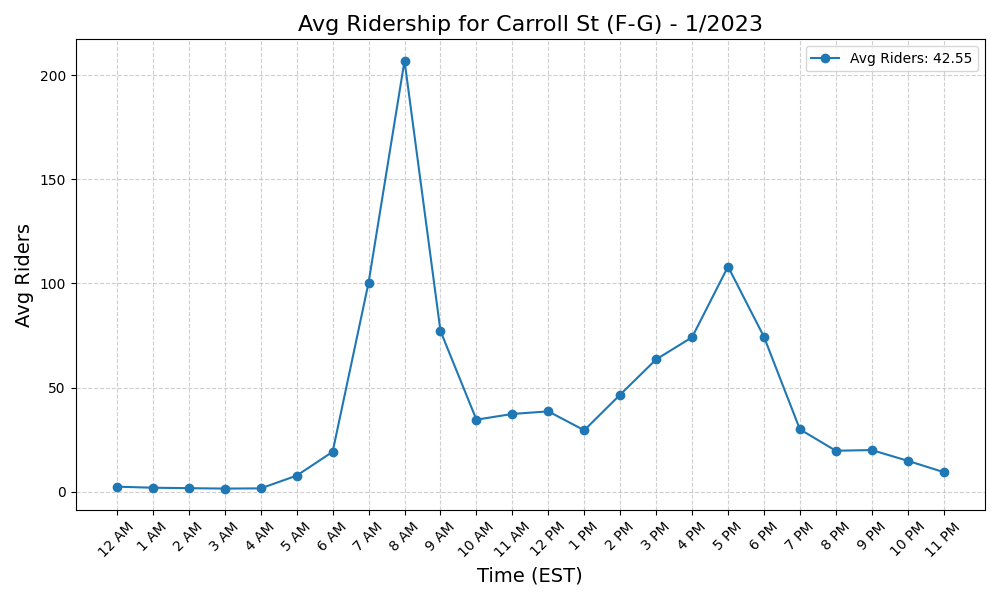 Avg Ridership for Carroll St (F-G) - 1/2023
Avg Riders: 42.55
Avg Riders
200
150
100
50
0
12 AM
1 AM
2 AM
3 AM
4 AM
5 AM
6 AM
7 AM
8 AM
9 AM
10 AM
11 AM
12 PM
1 PM
2 PM
3 PM
4 PM
5 PM
6 PM
7 PM
8 PM
9 PM
10 PM
11 PM
Time (EST)